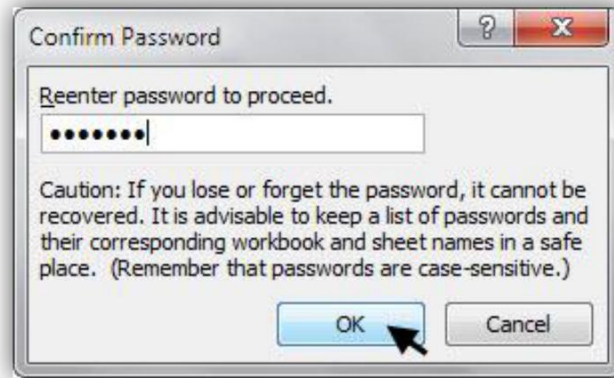 Confirm Password
?
X
Reenter password to proceed.
•••••••
Caution: If you lose or forget the password, it cannot be
recovered. It is advisable to keep a list of passwords and
their corresponding workbook and sheet names in a safe
place.  (Remember that passwords are case-sensitive.)
OK
Cancel